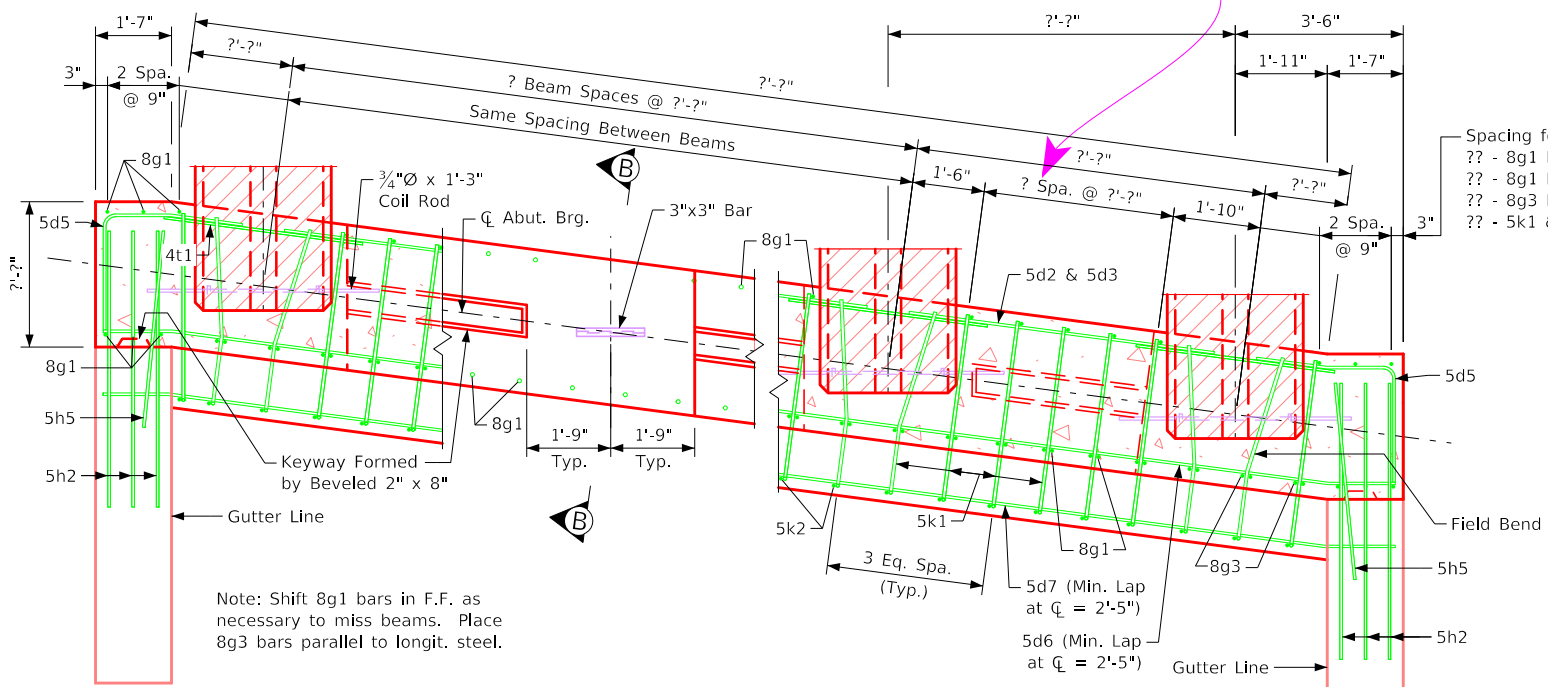 1'-7"
?'-?"
3'-6"
?'-?"
1'-11"
1'-7"
3"
2 Spa.
@ 9"
? Beam Spaces @ ?'-?"
?'-?"
Same Spacing Between Beams
?'-?"
1'-6"
? Spa. @ ?'-?"
?'-?"
1'-10"
2 Spa.
@ 9"
3"
Spacing f
?? - 8g1
?? - 8g1
?? - 8g3
?? - 5k1 &
8g1
¾"Ø x 1'-3"
Coil Rod
B
℄ Abut. Brg.
3"x3" Bar
5d5
4t1
8g1
5d2 & 5d3
?'-?"
8g1
5h5
5h2
Keyway Formed
by Beveled 2" x 8"
Gutter Line
8g1
1'-9"
Typ.
1'-9"
Typ.
B
5d5
5k2
5k1
3 Eq. Spa.
(Typ.)
8g1
8g3
Field Bend
5h5
5h2
5d7 (Min. Lap
at ℄ = 2'-5")
5d6 (Min. Lap
at ℄ = 2'-5")
Gutter Line
Note: Shift 8g1 bars in F.F. as
necessary to miss beams. Place
8g3 bars parallel to longit. steel.